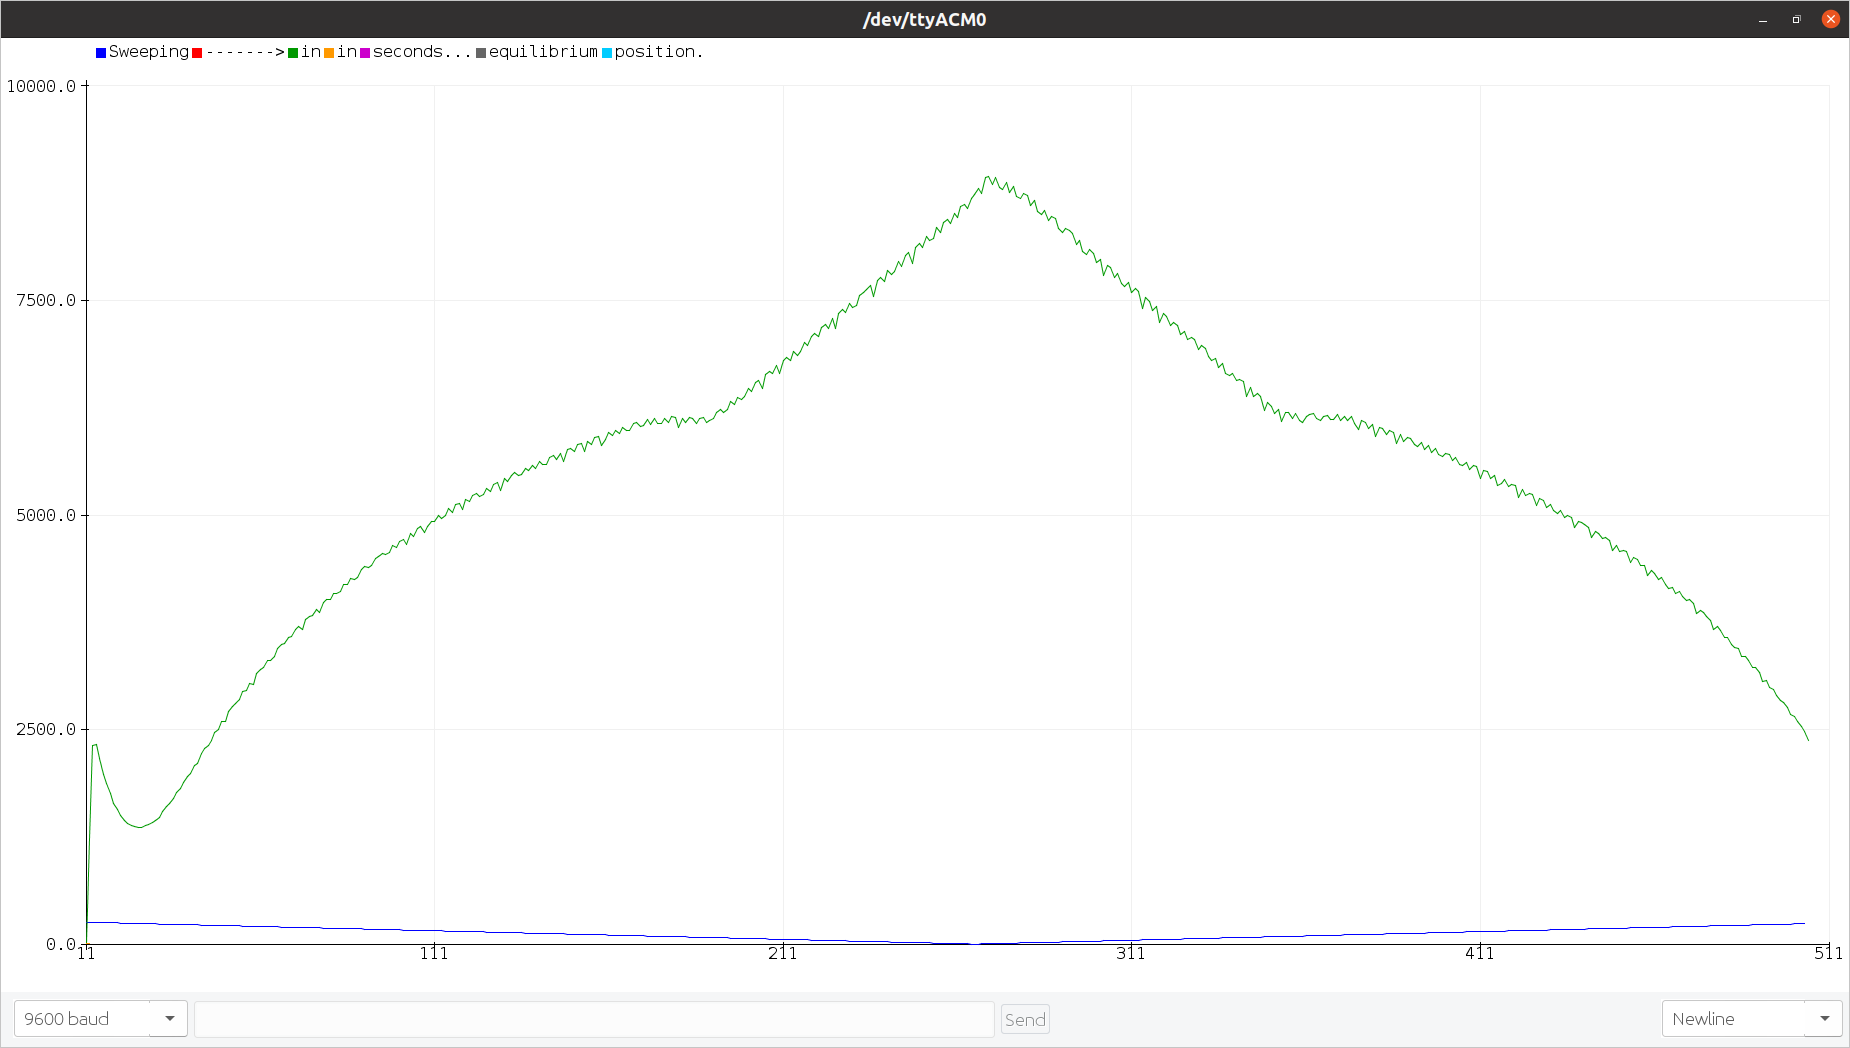 /dev/ttyACM0
Sweeping -------> in in seconds... equilibrium position.
10000.0
7500.0
5000.0
2500.0
0.0
11 111 211 311 411 511
9600 baud Send Newline